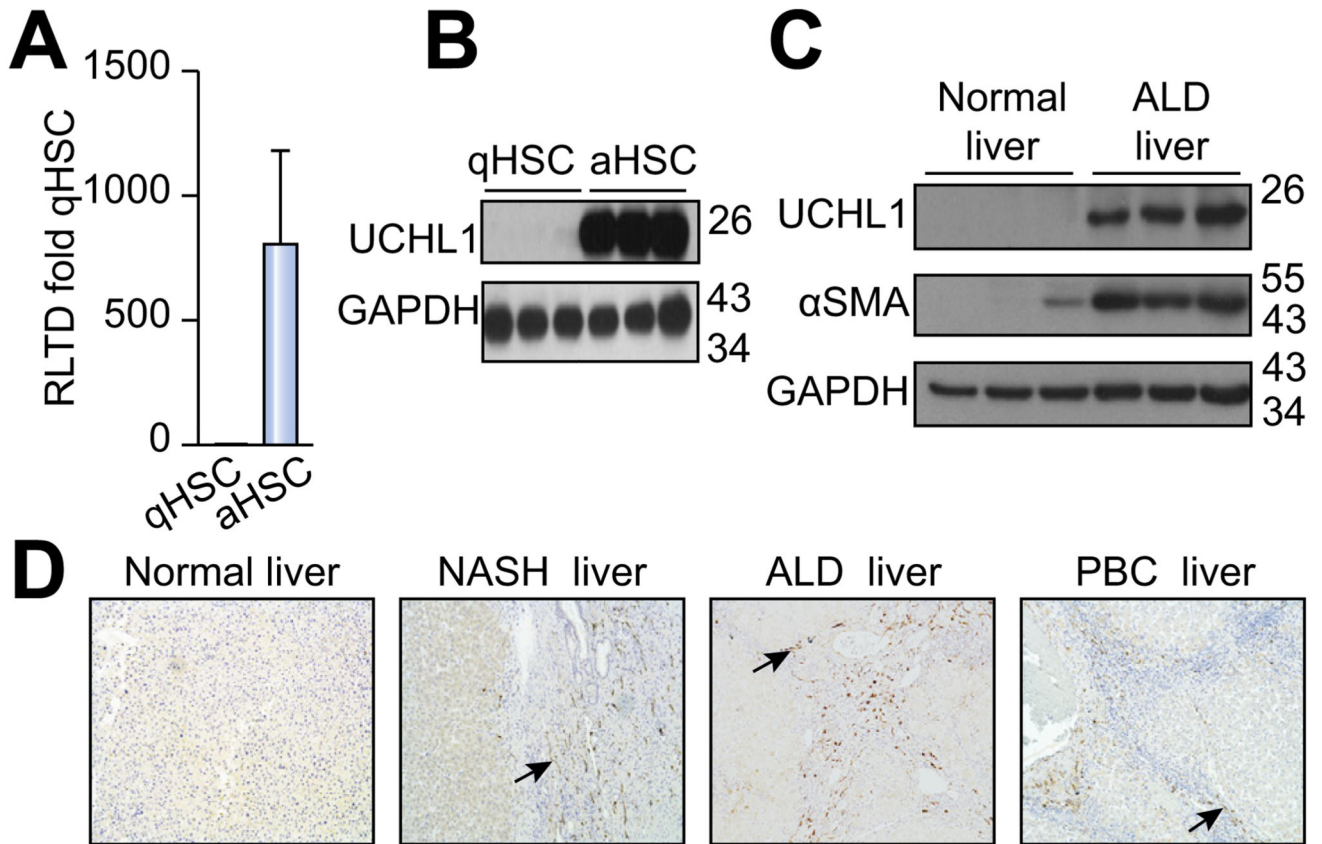 A
1500
1000
500
0
RLTD fold qHSC
qHSC
aHSC
B
qHSC aHSC
UCHL1
26
GAPDH
43
34
C
Normal liver
ALD liver
UCHL1
26
αSMA
55
43
GAPDH
43
34
D
Normal liver
NASH liver
ALD liver
PBC liver